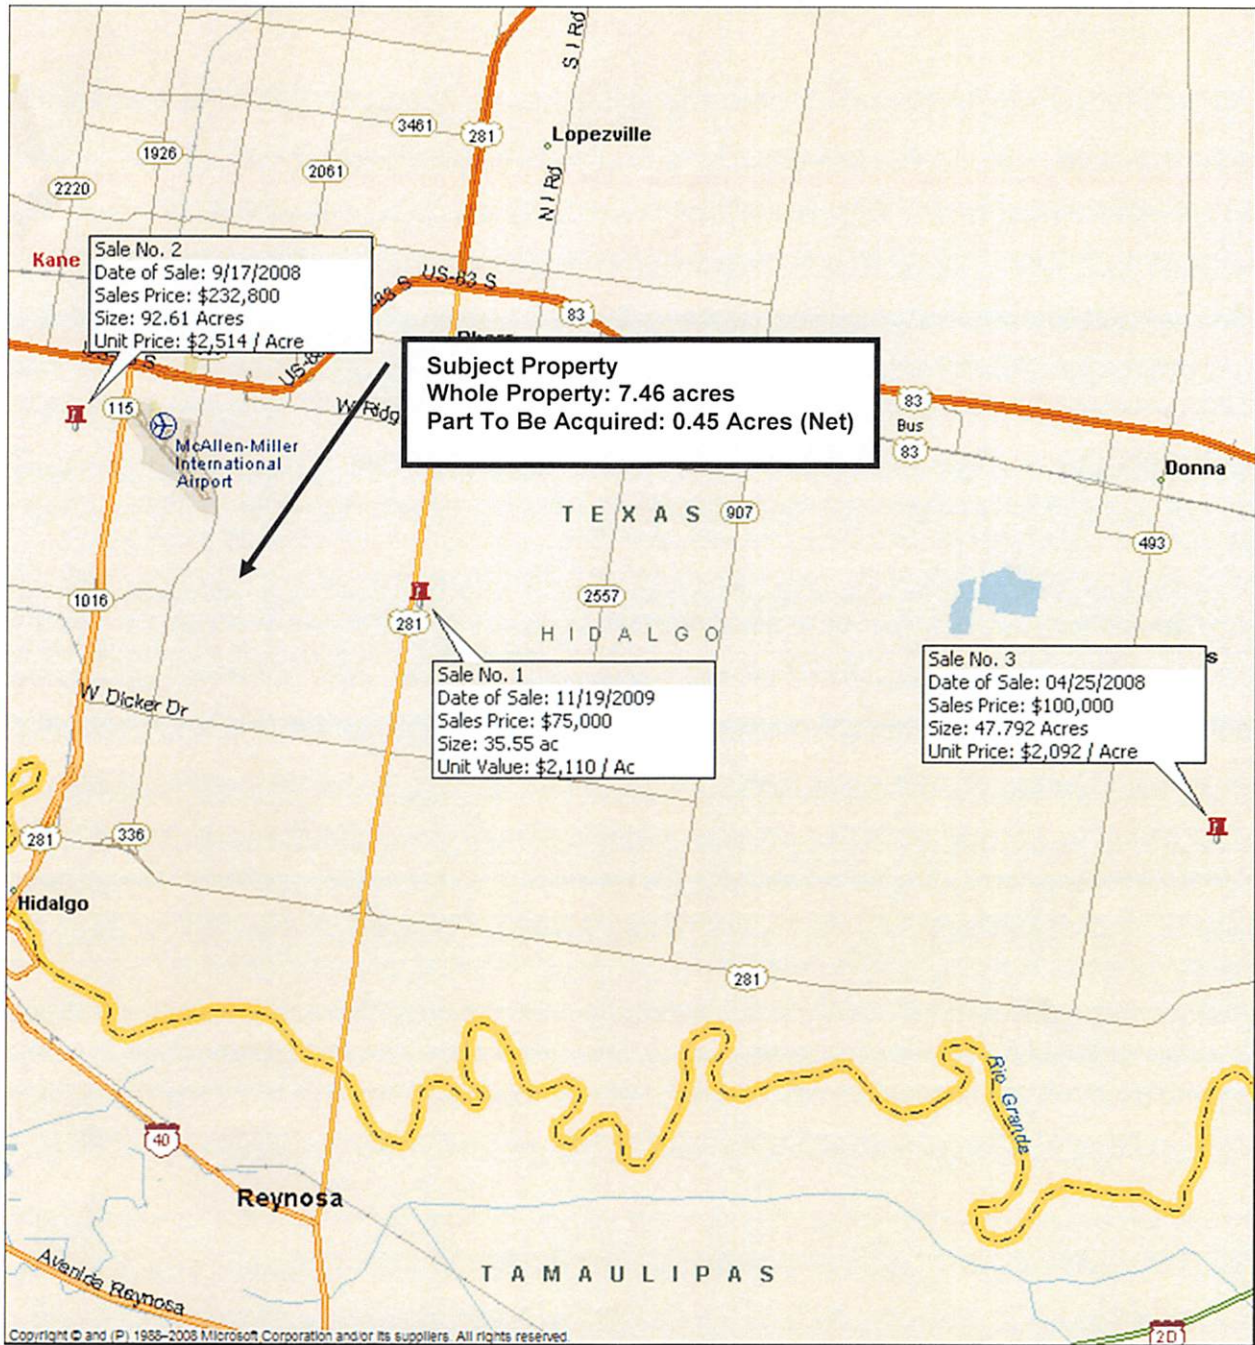 S I Rd
3461
281
Lopezville
1926
2061
2220
N I Rd
Kane
Sale No. 2
Date of Sale: 9/17/2008
Sales Price: $232,800
Size: 92.61 Acres
Unit Price: $2,514 / Acre
US-83 S
83
Subject Property
Whole Property: 7.46 acres
Part To Be Acquired: 0.45 Acres (Net)
115
McAllen-Miller
International
Airport
83
Bus
83
Donna
TEXAS
907
493
1016
2557
281
HIDALGO
Sale No. 1
Date of Sale: 11/19/2009
Sales Price: $75,000
Size: 35.55 ac
Unit Value: $2,110 / Ac
Sale No. 3
Date of Sale: 04/25/2008
Sales Price: $100,000
Size: 47.792 Acres
Unit Price: $2,092 / Acre
W Dicker Dr
281
336
Hidalgo
281
Rio Grande
40
Reynosa
Avenida Reynosa
TAMAULIPAS
2D
Copyright © and (P) 1988–2008 Microsoft Corporation and/or its suppliers. All rights reserved.